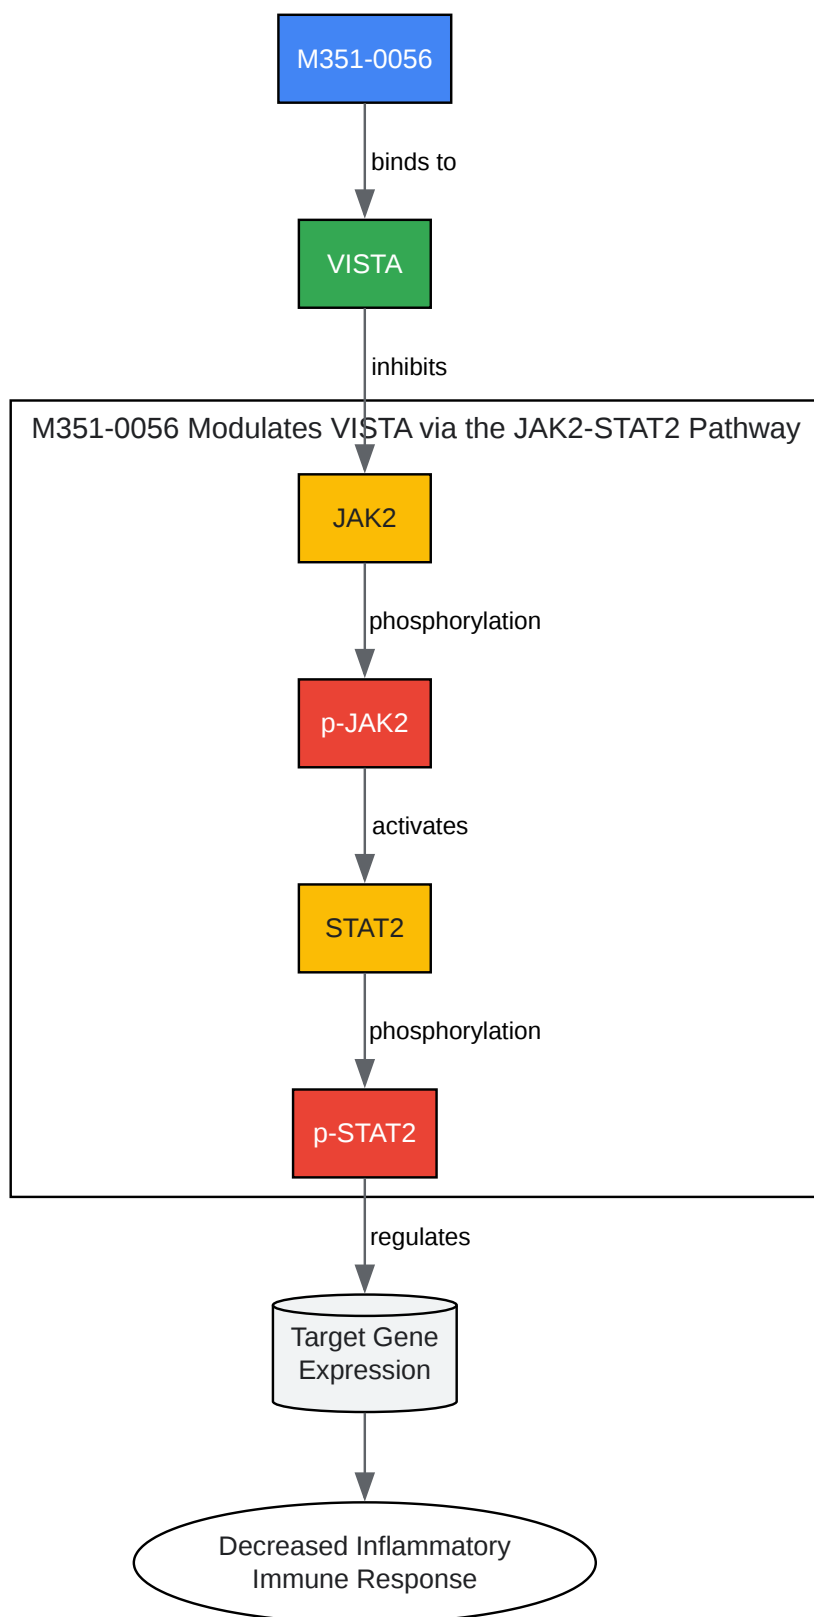 M351-0056
binds to
VISTA
inhibits
M351-0056 Modulates VISTA via the JAK2-STAT2 Pathway
JAK2
phosphorylation
p-JAK2
activates
STAT2
phosphorylation
p-STAT2
regulates
Target Gene
Expression
Decreased Inflammatory
Immune Response